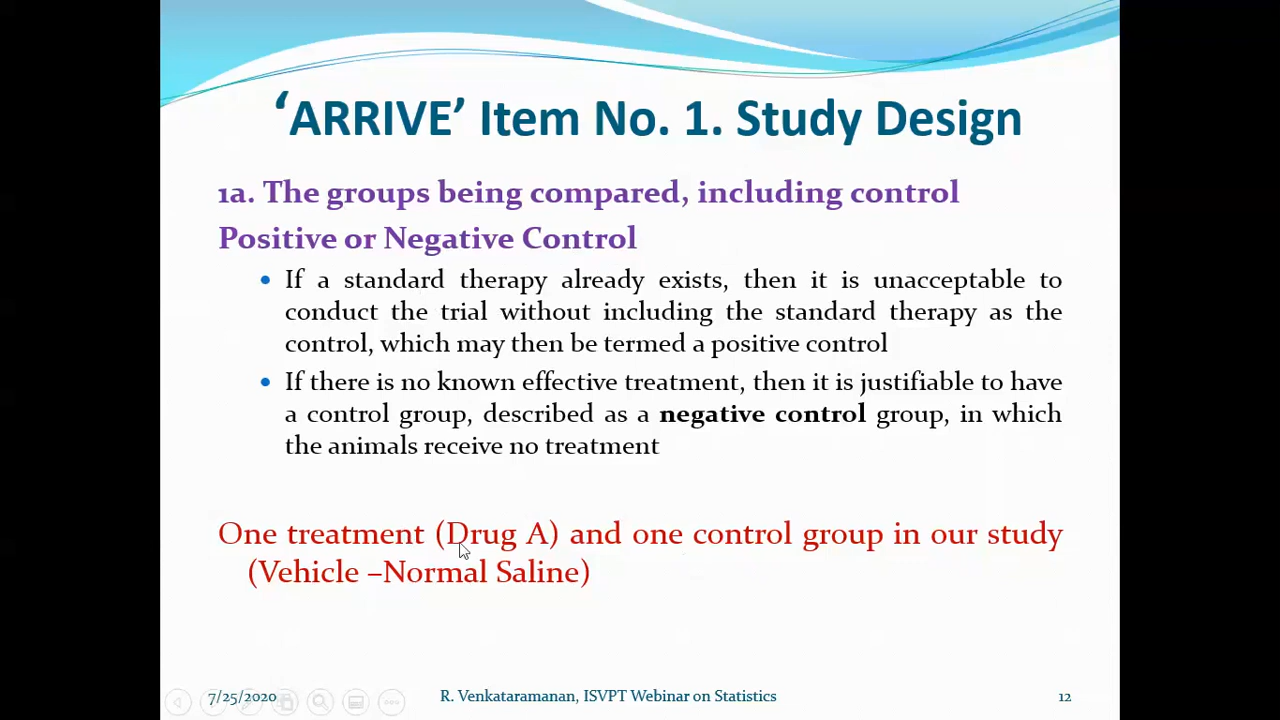 ‘ARRIVE’ Item No. 1. Study Design
1a. The groups being compared, including control
Positive or Negative Control
• If a standard therapy already exists, then it is unacceptable to
conduct the trial without including the standard therapy as the
control, which may then be termed a positive control
• If there is no known effective treatment, then it is justifiable to have
a control group, described as a negative control group, in which
the animals receive no treatment
One treatment (Drug A) and one control group in our study
(Vehicle –Normal Saline)
7/25/2020 R. Venkataramanan, ISVPT Webinar on Statistics 12